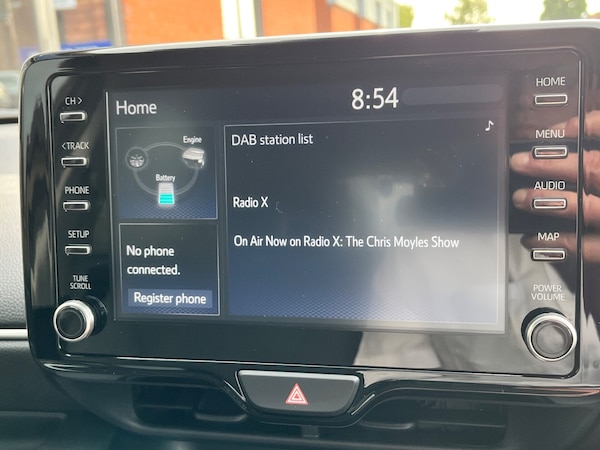 Home
8:54
Engine
Battery
DAB station list
Radio X
On Air Now on Radio X: The Chris Moyles Show
No phone
connected.
Register phone
CH >
<TRACK
PHONE
SETUP
TUNE
SCROLL
HOME
MENU
AUDIO
MAP
POWER
VOLUME